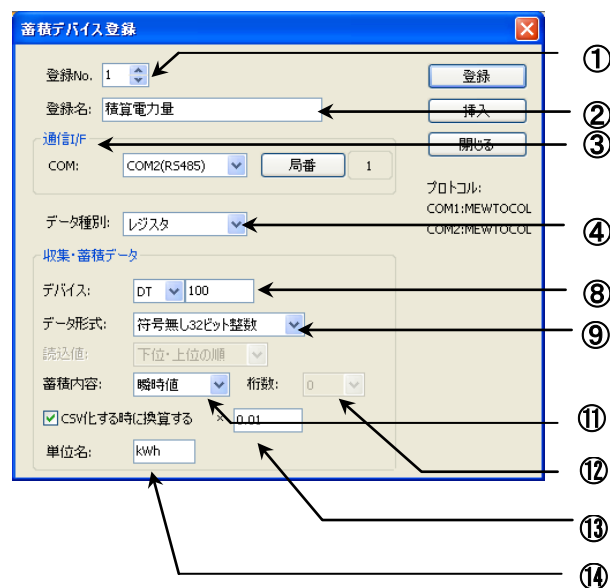 蓄積デバイス登録
①
登録No. 1
登録
登録名: 積算電力量
挿入
②
通信I/F
閉じる
③
COM: COM2(RS485) 局番 1
プロトコル:
COM1:MEWTOCOL
COM2:MEWTOCOL
データ種別: レジスタ
④
収集・蓄積データ
デバイス: DT 100
⑧
データ形式: 符号無し32ビット整数
⑨
読込値: 下位・上位の順
蓄積内容: 瞬時値 桁数: 0
⑪
CSV化する時に換算する × 0.01
⑫
単位名: kWh
⑬
⑭